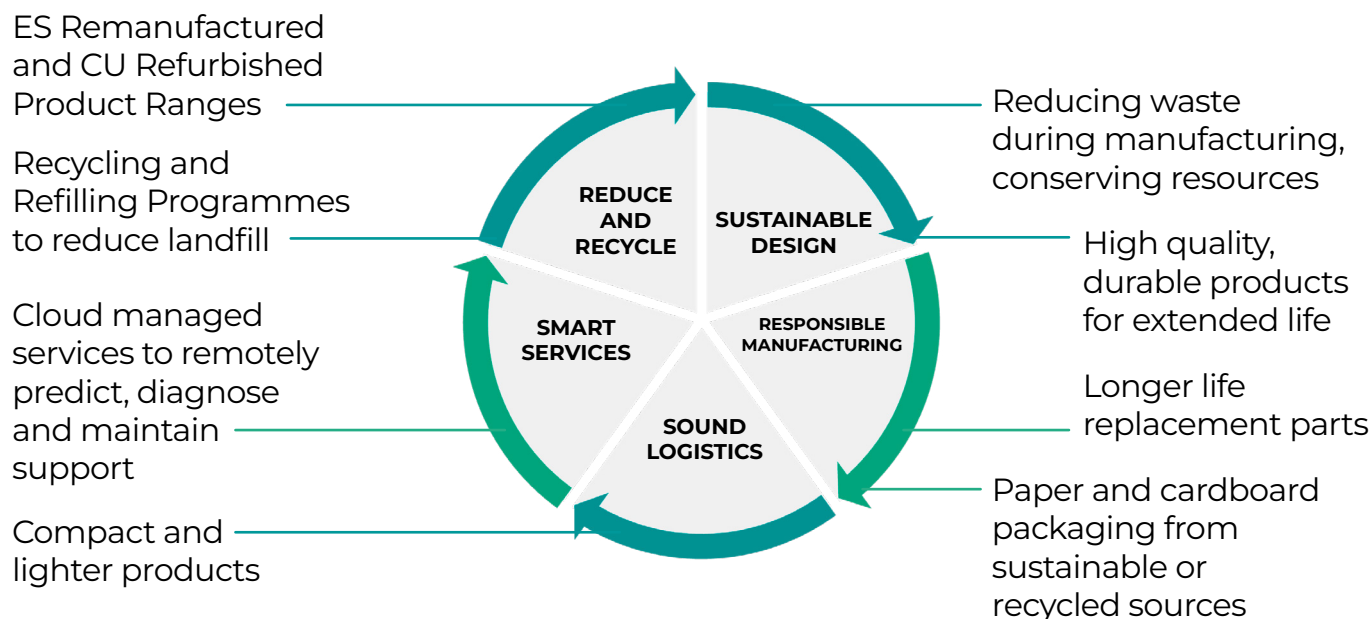 ES Remanufactured
and CU Refurbished
Product Ranges
Recycling and
Refilling Programmes
to reduce landfill
Cloud managed
services to remotely
predict, diagnose
and maintain
support
Compact and
lighter products
REDUCE
AND
RECYCLE
SUSTAINABLE
DESIGN
SMART
SERVICES
RESPONSIBLE
MANUFACTURING
SOUND
LOGISTICS
Reducing waste
during manufacturing,
conserving resources
High quality,
durable products
for extended life
Longer life
replacement parts
Paper and cardboard
packaging from
sustainable or
recycled sources